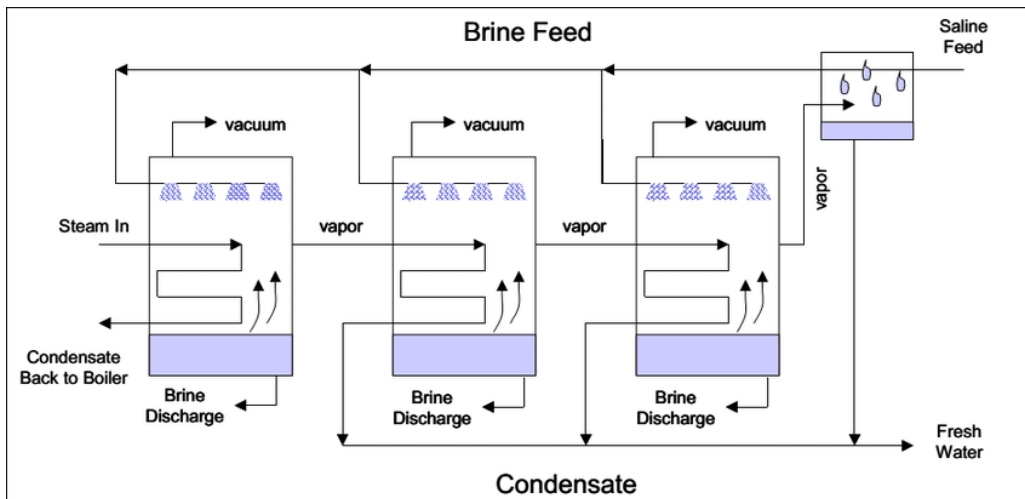 Brine Feed
Saline
Feed
vacuum
vacuum
vacuum
Steam In
vapor
vapor
vapor
Condensate
Back to Boiler
Brine
Discharge
Brine
Discharge
Brine
Discharge
Fresh
Water
Condensate